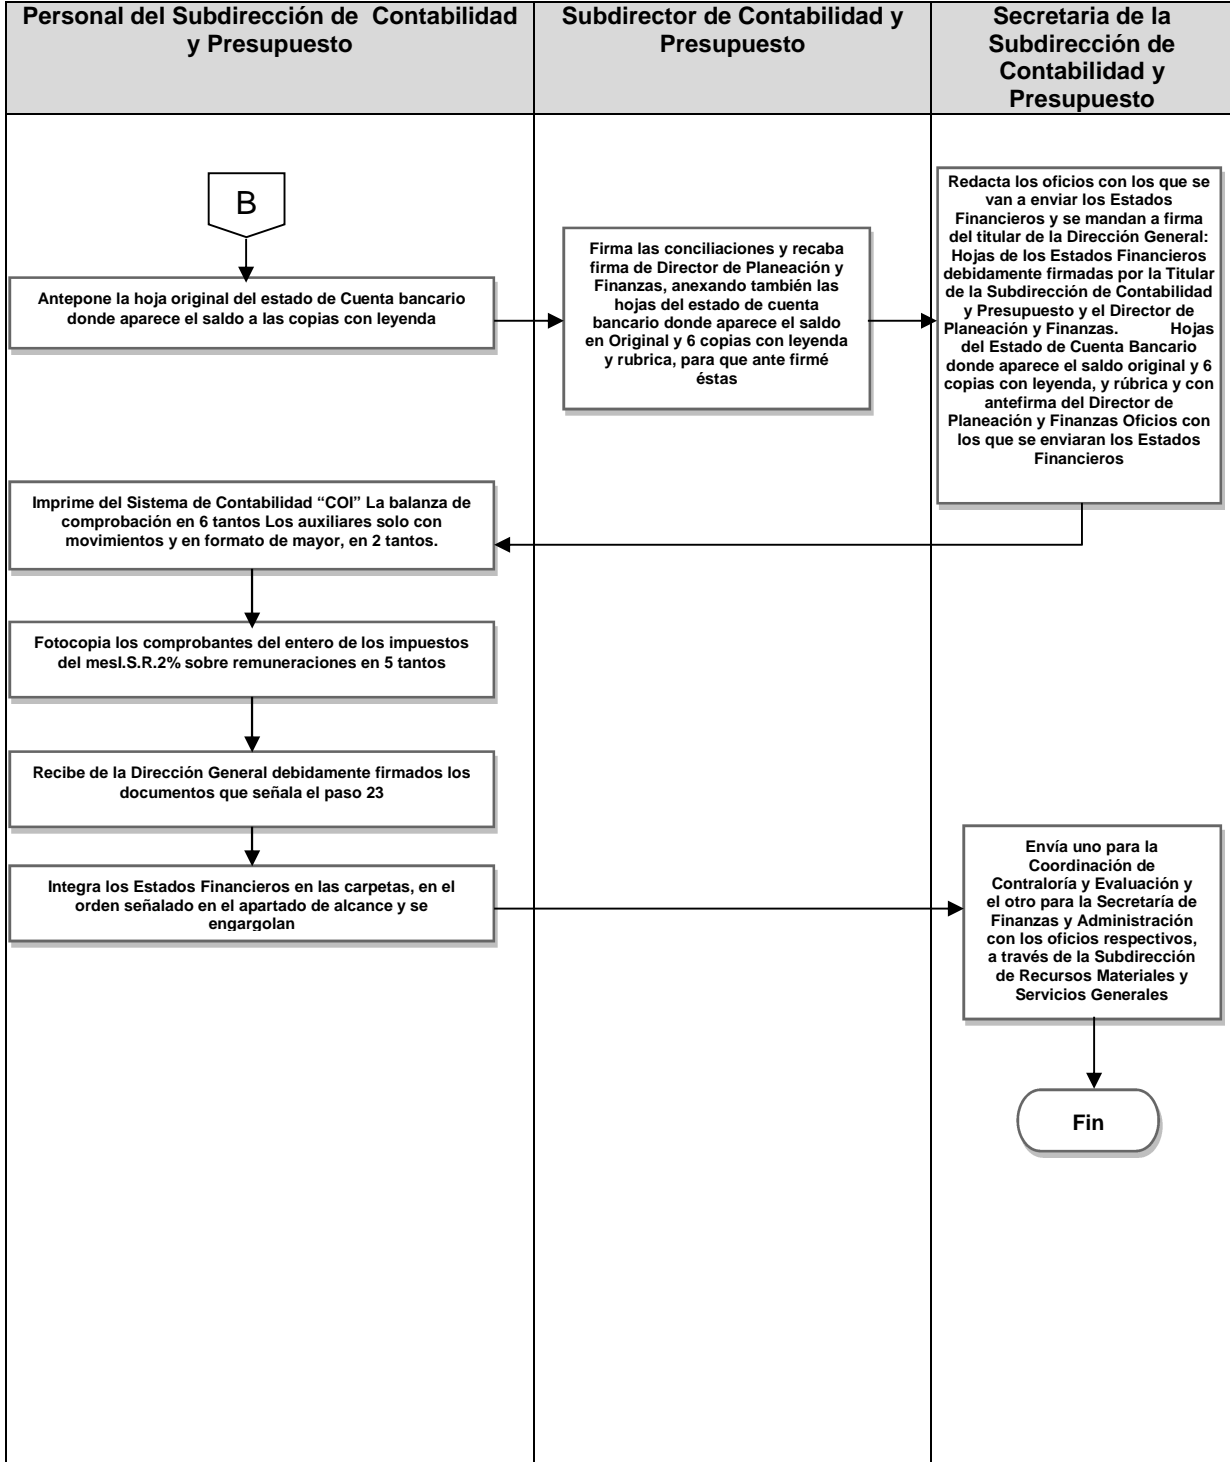 Personal del Subdirección de  Contabilidad
y Presupuesto
Subdirector de Contabilidad y
Presupuesto
Secretaria de la
Subdirección de
Contabilidad y
Presupuesto
B
Antepone la hoja original del estado de Cuenta bancario
donde aparece el saldo a las copias con leyenda
Firma las conciliaciones y recaba
firma de Director de Planeación y
Finanzas, anexando también las
hojas del estado de cuenta
bancario donde aparece el saldo
en Original y 6 copias con leyenda
y rubrica, para que ante firmé
éstas
Redacta los oficios con los que se
van a enviar los Estados
Financieros y se mandan a firma
del titular de la Dirección General:
Hojas de los Estados Financieros
debidamente firmadas por la Titular
de la Subdirección de Contabilidad
y Presupuesto y el Director de
Planeación y Finanzas. Hojas
del Estado de Cuenta Bancario
donde aparece el saldo original y 6
copias con leyenda, y rúbrica y con
antefirma del Director de
Planeación y Finanzas Oficios con
los que se enviaran los Estados
Financieros
Imprime del Sistema de Contabilidad “COI” La balanza de
comprobación en 6 tantos Los auxiliares solo con
movimientos y en formato de mayor, en 2 tantos.
Fotocopia los comprobantes del entero de los impuestos
del mesI.S.R.2% sobre remuneraciones en 5 tantos
Recibe de la Dirección General debidamente firmados los
documentos que señala el paso 23
Integra los Estados Financieros en las carpetas, en el
orden señalado en el apartado de alcance y se
engargolan
Envía uno para la
Coordinación de
Contraloría y Evaluación y
el otro para la Secretaría de
Finanzas y Administración
con los oficios respectivos,
a través de la Subdirección
de Recursos Materiales y
Servicios Generales
Fin